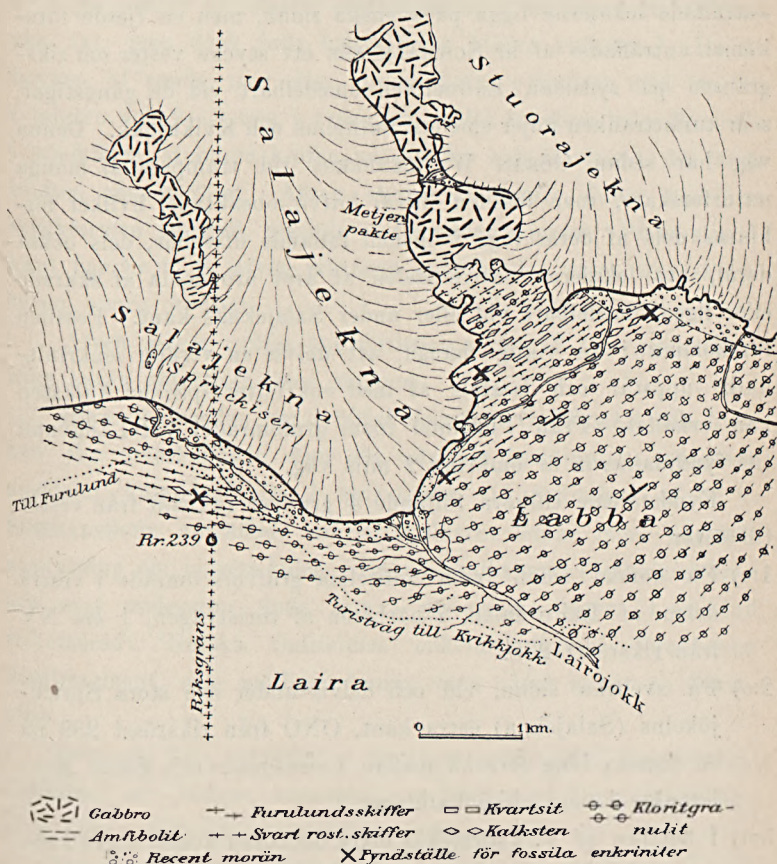 Stuorajekna
Salajekna
Metjer-
pakte
Salajekna
Spricktisen
Till Furulund
Labba
Rr.239
Turistväg till Kvikkjokk
Lairojokk
Riksgräns
Laira
0 1 km.
Gabbro
Furulundsskiffer
Kvartsit
Kloritgra-
nulit
Amfibolit
Svart rost. skiffer
Kalksten
Recent morän
Fyndställe för fossila enkriniter